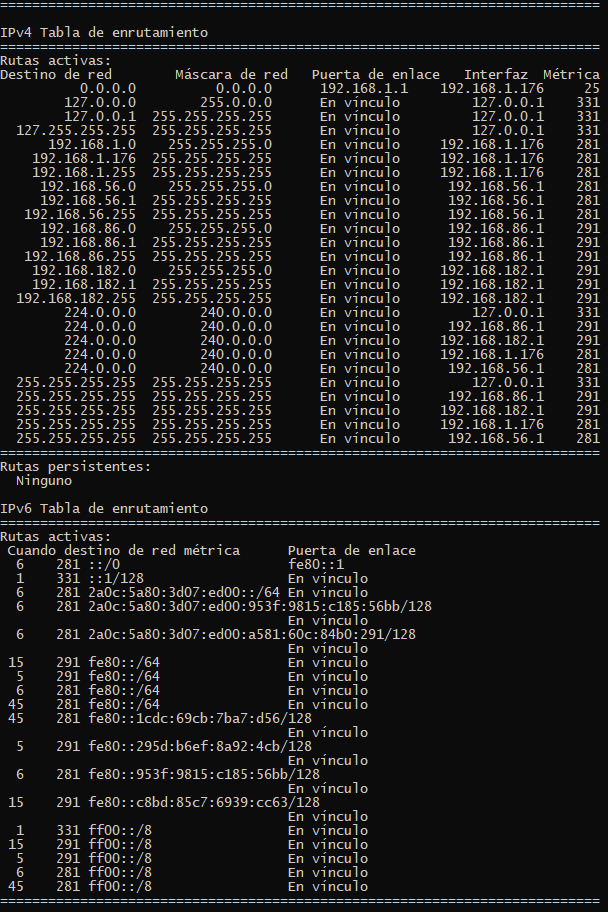 ===========================================================================
IPv4 Tabla de enrutamiento
===========================================================================
Rutas activas:
Destino de red        Máscara de red   Puerta de enlace   Interfaz  Métrica
          0.0.0.0          0.0.0.0      192.168.1.1    192.168.1.176     25
        127.0.0.0        255.0.0.0      En vínculo         127.0.0.1    331
        127.0.0.1  255.255.255.255      En vínculo         127.0.0.1    331
  127.255.255.255  255.255.255.255      En vínculo         127.0.0.1    331
      192.168.1.0    255.255.255.0      En vínculo     192.168.1.176    281
    192.168.1.176  255.255.255.255      En vínculo     192.168.1.176    281
    192.168.1.255  255.255.255.255      En vínculo     192.168.1.176    281
     192.168.56.0    255.255.255.0      En vínculo      192.168.56.1    281
     192.168.56.1  255.255.255.255      En vínculo      192.168.56.1    281
   192.168.56.255  255.255.255.255      En vínculo      192.168.56.1    281
     192.168.86.0    255.255.255.0      En vínculo      192.168.86.1    291
     192.168.86.1  255.255.255.255      En vínculo      192.168.86.1    291
   192.168.86.255  255.255.255.255      En vínculo      192.168.86.1    291
    192.168.182.0    255.255.255.0      En vínculo     192.168.182.1    291
    192.168.182.1  255.255.255.255      En vínculo     192.168.182.1    291
  192.168.182.255  255.255.255.255      En vínculo     192.168.182.1    291
        224.0.0.0        240.0.0.0      En vínculo         127.0.0.1    331
        224.0.0.0        240.0.0.0      En vínculo      192.168.86.1    291
        224.0.0.0        240.0.0.0      En vínculo     192.168.182.1    291
        224.0.0.0        240.0.0.0      En vínculo     192.168.1.176    281
        224.0.0.0        240.0.0.0      En vínculo      192.168.56.1    281
  255.255.255.255  255.255.255.255      En vínculo         127.0.0.1    331
  255.255.255.255  255.255.255.255      En vínculo      192.168.86.1    291
  255.255.255.255  255.255.255.255      En vínculo     192.168.182.1    291
  255.255.255.255  255.255.255.255      En vínculo     192.168.1.176    281
  255.255.255.255  255.255.255.255      En vínculo      192.168.56.1    281
===========================================================================
Rutas persistentes:
  Ninguno
IPv6 Tabla de enrutamiento
===========================================================================
Rutas activas:
 Cuando destino de red métrica      Puerta de enlace
  6    281 ::/0                     fe80::1
  1    331 ::1/128                  En vínculo
  6    281 2a0c:5a80:3d07:ed00::/64 En vínculo
  6    281 2a0c:5a80:3d07:ed00:953f:9815:c185:56bb/128
                                    En vínculo
  6    281 2a0c:5a80:3d07:ed00:a581:60c:84b0:291/128
                                    En vínculo
 15    291 fe80::/64                En vínculo
  5    291 fe80::/64                En vínculo
  6    281 fe80::/64                En vínculo
 45    281 fe80::/64                En vínculo
 45    281 fe80::1cdc:69cb:7ba7:d56/128
                                    En vínculo
  5    291 fe80::295d:b6ef:8a92:4cb/128
                                    En vínculo
  6    281 fe80::953f:9815:c185:56bb/128
                                    En vínculo
 15    291 fe80::c8bd:85c7:6939:cc63/128
                                    En vínculo
  1    331 ff00::/8                 En vínculo
 15    291 ff00::/8                 En vínculo
  5    291 ff00::/8                 En vínculo
  6    281 ff00::/8                 En vínculo
 45    281 ff00::/8                 En vínculo
===========================================================================